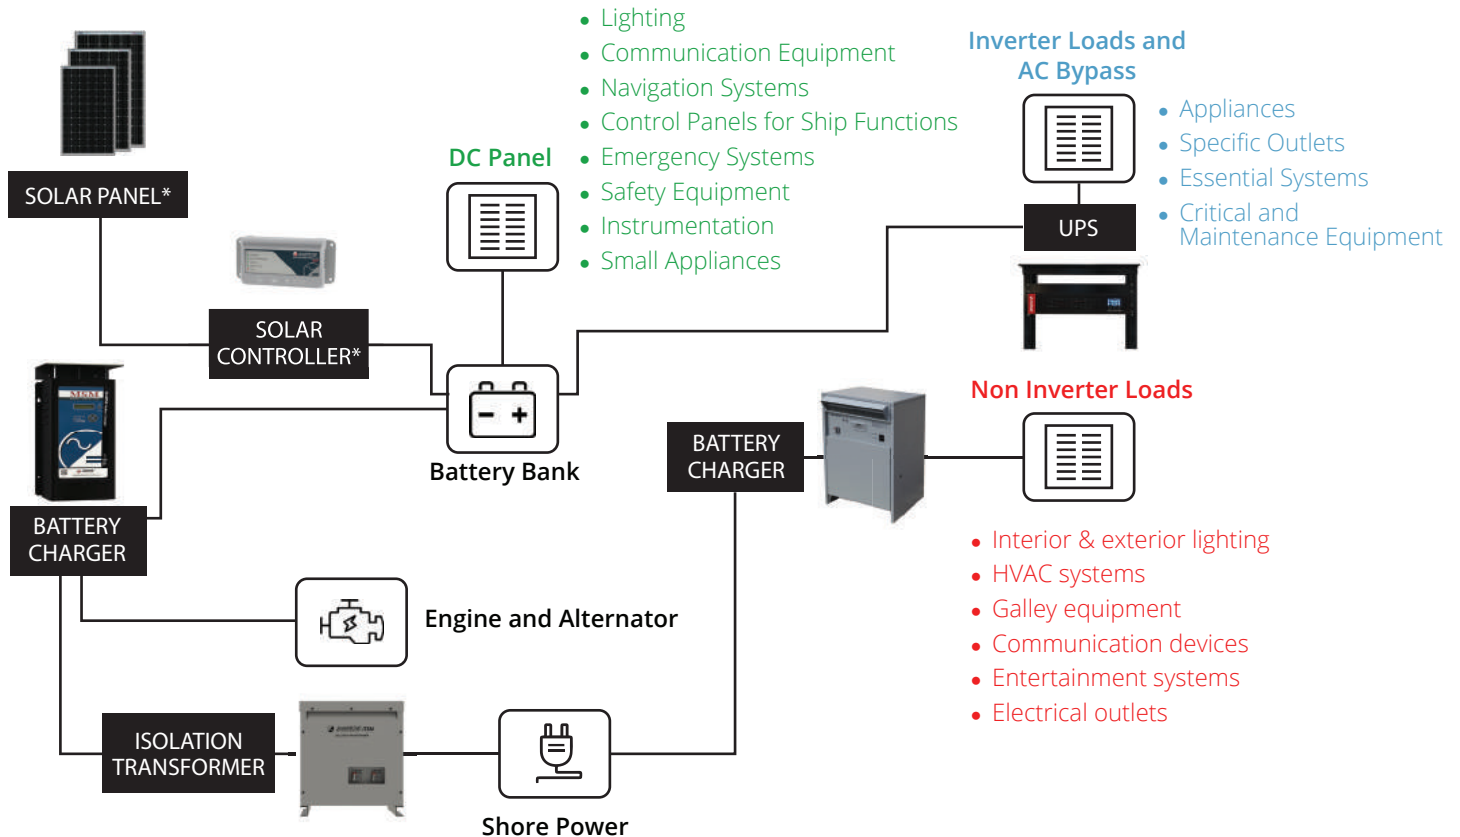 Lighting
Communication Equipment
Navigation Systems
Control Panels for Ship Functions
Emergency Systems
Safety Equipment
Instrumentation
Small Appliances
Inverter Loads and
AC Bypass
Appliances
Specific Outlets
Essential Systems
Critical and
Maintenance Equipment
DC Panel
SOLAR PANEL*
UPS
SOLAR
CONTROLLER*
MSM
Battery Bank
BATTERY
CHARGER
Non Inverter Loads
BATTERY
CHARGER
Interior & exterior lighting
HVAC systems
Galley equipment
Communication devices
Entertainment systems
Electrical outlets
Engine and Alternator
ISOLATION
TRANSFORMER
Shore Power